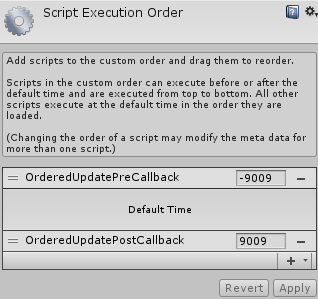 Script Execution Order
Add scripts to the custom order and drag them to reorder.
Scripts in the custom order can execute before or after the
default time and are executed from top to bottom. All other
scripts execute at the default time in the order they are
loaded.
(Changing the order of a script may modify the meta data for
more than one script.)
OrderedUpdatePreCallback -9009
Default Time
OrderedUpdatePostCallback 9009
Revert Apply